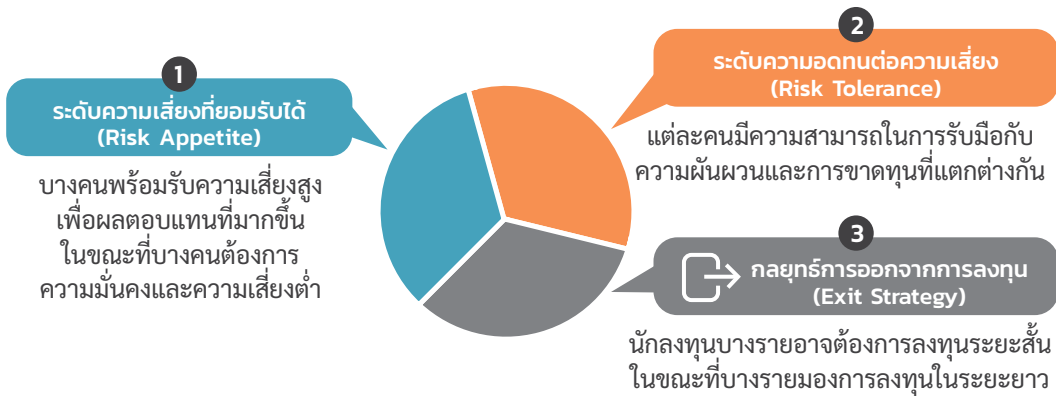 1
ระดับความเสี่ยงที่ยอมรับได้
(Risk Appetite)
บางคนพร้อมรับความเสี่ยงสูง
เพื่อผลตอบแทนที่มากขึ้น
ในขณะที่บางคนต้องการ
ความมั่นคงและความเสี่ยงต่ำ
2
ระดับความอดทนต่อความเสี่ยง
(Risk Tolerance)
แต่ละคนมีความสามารถในการรับมือกับ
ความผันผวนและการขาดทุนที่แตกต่างกัน
3
กลยุทธ์การออกจากการลงทุน
(Exit Strategy)
นักลงทุนบางรายอาจต้องการลงทุนระยะสั้น
ในขณะที่บางรายมองการลงทุนในระยะยาว